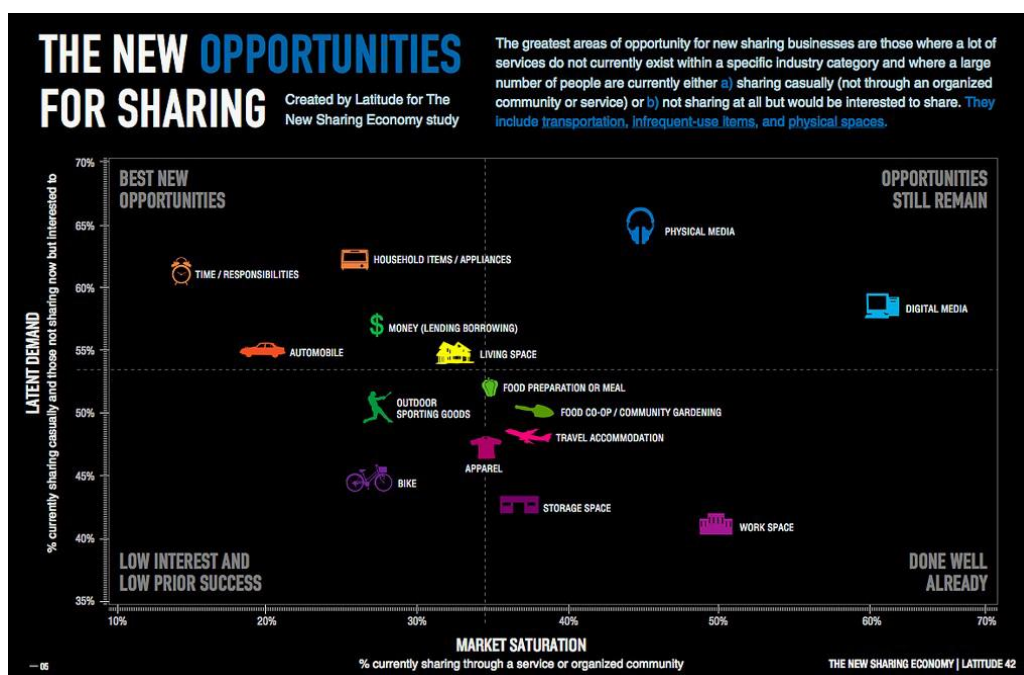 THE NEW OPPORTUNITIES
FOR SHARING
Created by Latitude for The
New Sharing Economy study
The greatest areas of opportunity for new sharing businesses are those where a lot of
services do not currently exist within a specific industry category and where a large
number of people are currently either a) sharing casually (not through an organized
community or service) or b) not sharing at all but would be interested to share. They
include transportation, infrequent-use items, and physical spaces.
LATENT DEMAND
% currently sharing casually and those not sharing now but interested to
70%
65%
60%
55%
50%
45%
40%
35%
BEST NEW
OPPORTUNITIES
OPPORTUNITIES
STILL REMAIN
PHYSICAL MEDIA
HOUSEHOLD ITEMS / APPLIANCES
TIME / RESPONSIBILITIES
DIGITAL MEDIA
$
MONEY (LENDING BORROWING)
AUTOMOBILE
LIVING SPACE
FOOD PREPARATION OR MEAL
OUTDOOR
SPORTING GOODS
FOOD CO-OP / COMMUNITY GARDENING
TRAVEL ACCOMMODATION
APPAREL
BIKE
STORAGE SPACE
WORK SPACE
LOW INTEREST AND
LOW PRIOR SUCCESS
DONE WELL
ALREADY
10%
20%
30%
40%
50%
60%
70%
MARKET SATURATION
% currently sharing through a service or organized community
— 05
THE NEW SHARING ECONOMY | LATITUDE 42